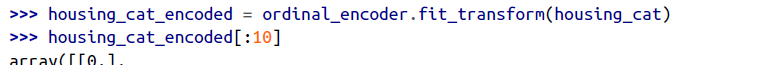 >>> housing_cat_encoded = ordinal_encoder.fit_transform(housing_cat)
>>> housing_cat_encoded[:10]
array([[0.],